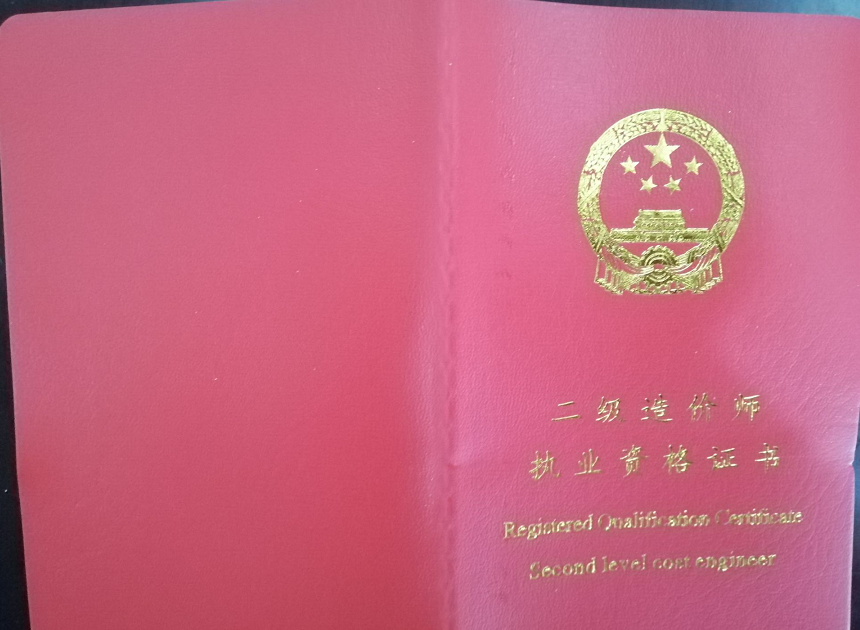 二级造价师
执业资格证书
Registered Qualification Certificate
Second level cost engineer